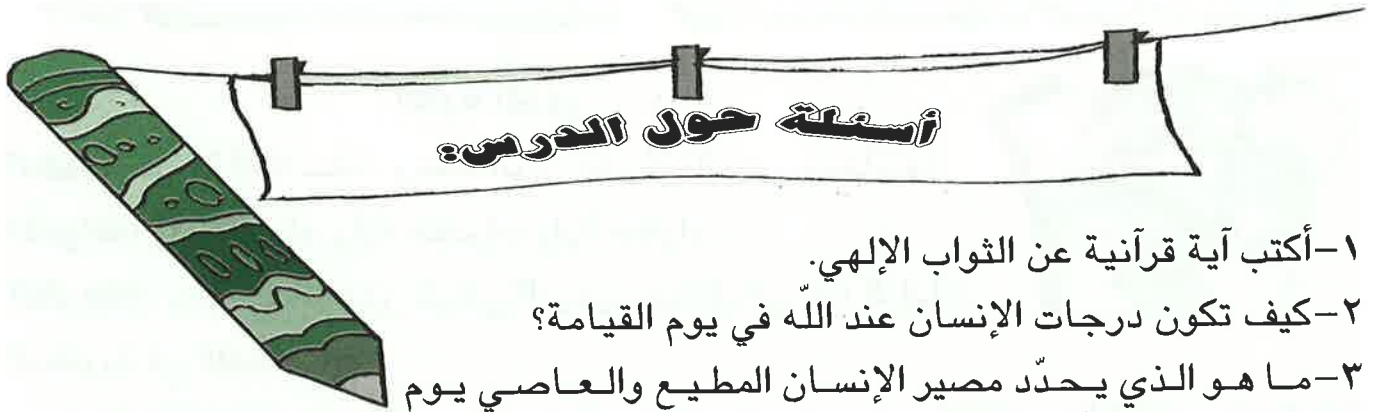 أسئلة حول الدرس:
١-أكتب آية قرآنية عن الثواب الإلهي.
٢-كيف تكون درجات الإنسان عند اللّه في يوم القيامة؟
٣-ما هو الذي يحدّد مصير الإنسان المطيع والعاصي يوم